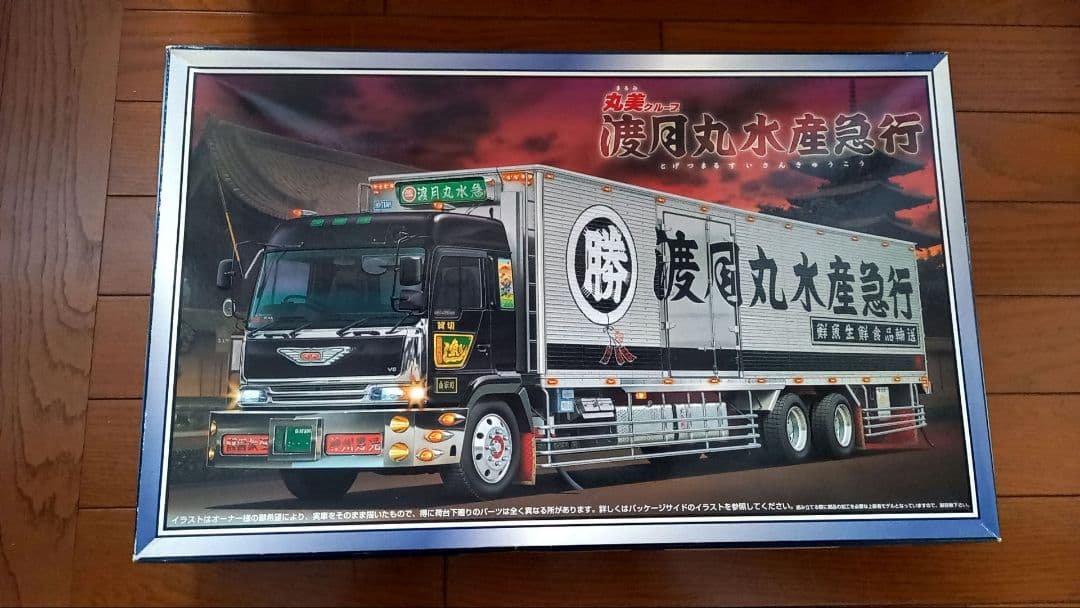 まるみ
丸美グループ
渡月丸水産急行
とげつまるすいさんきゅうこう
渡月丸水急
勝
渡月丸水産急行
鮮魚生鮮食品輸送
貸切
V8
イラストはオーナー様の御希望により、実車をそのまま描いたもので、得に荷台下廻りのパーツは全く異なる所があります。詳しくはパッケージサイドのイラストを参照してください。